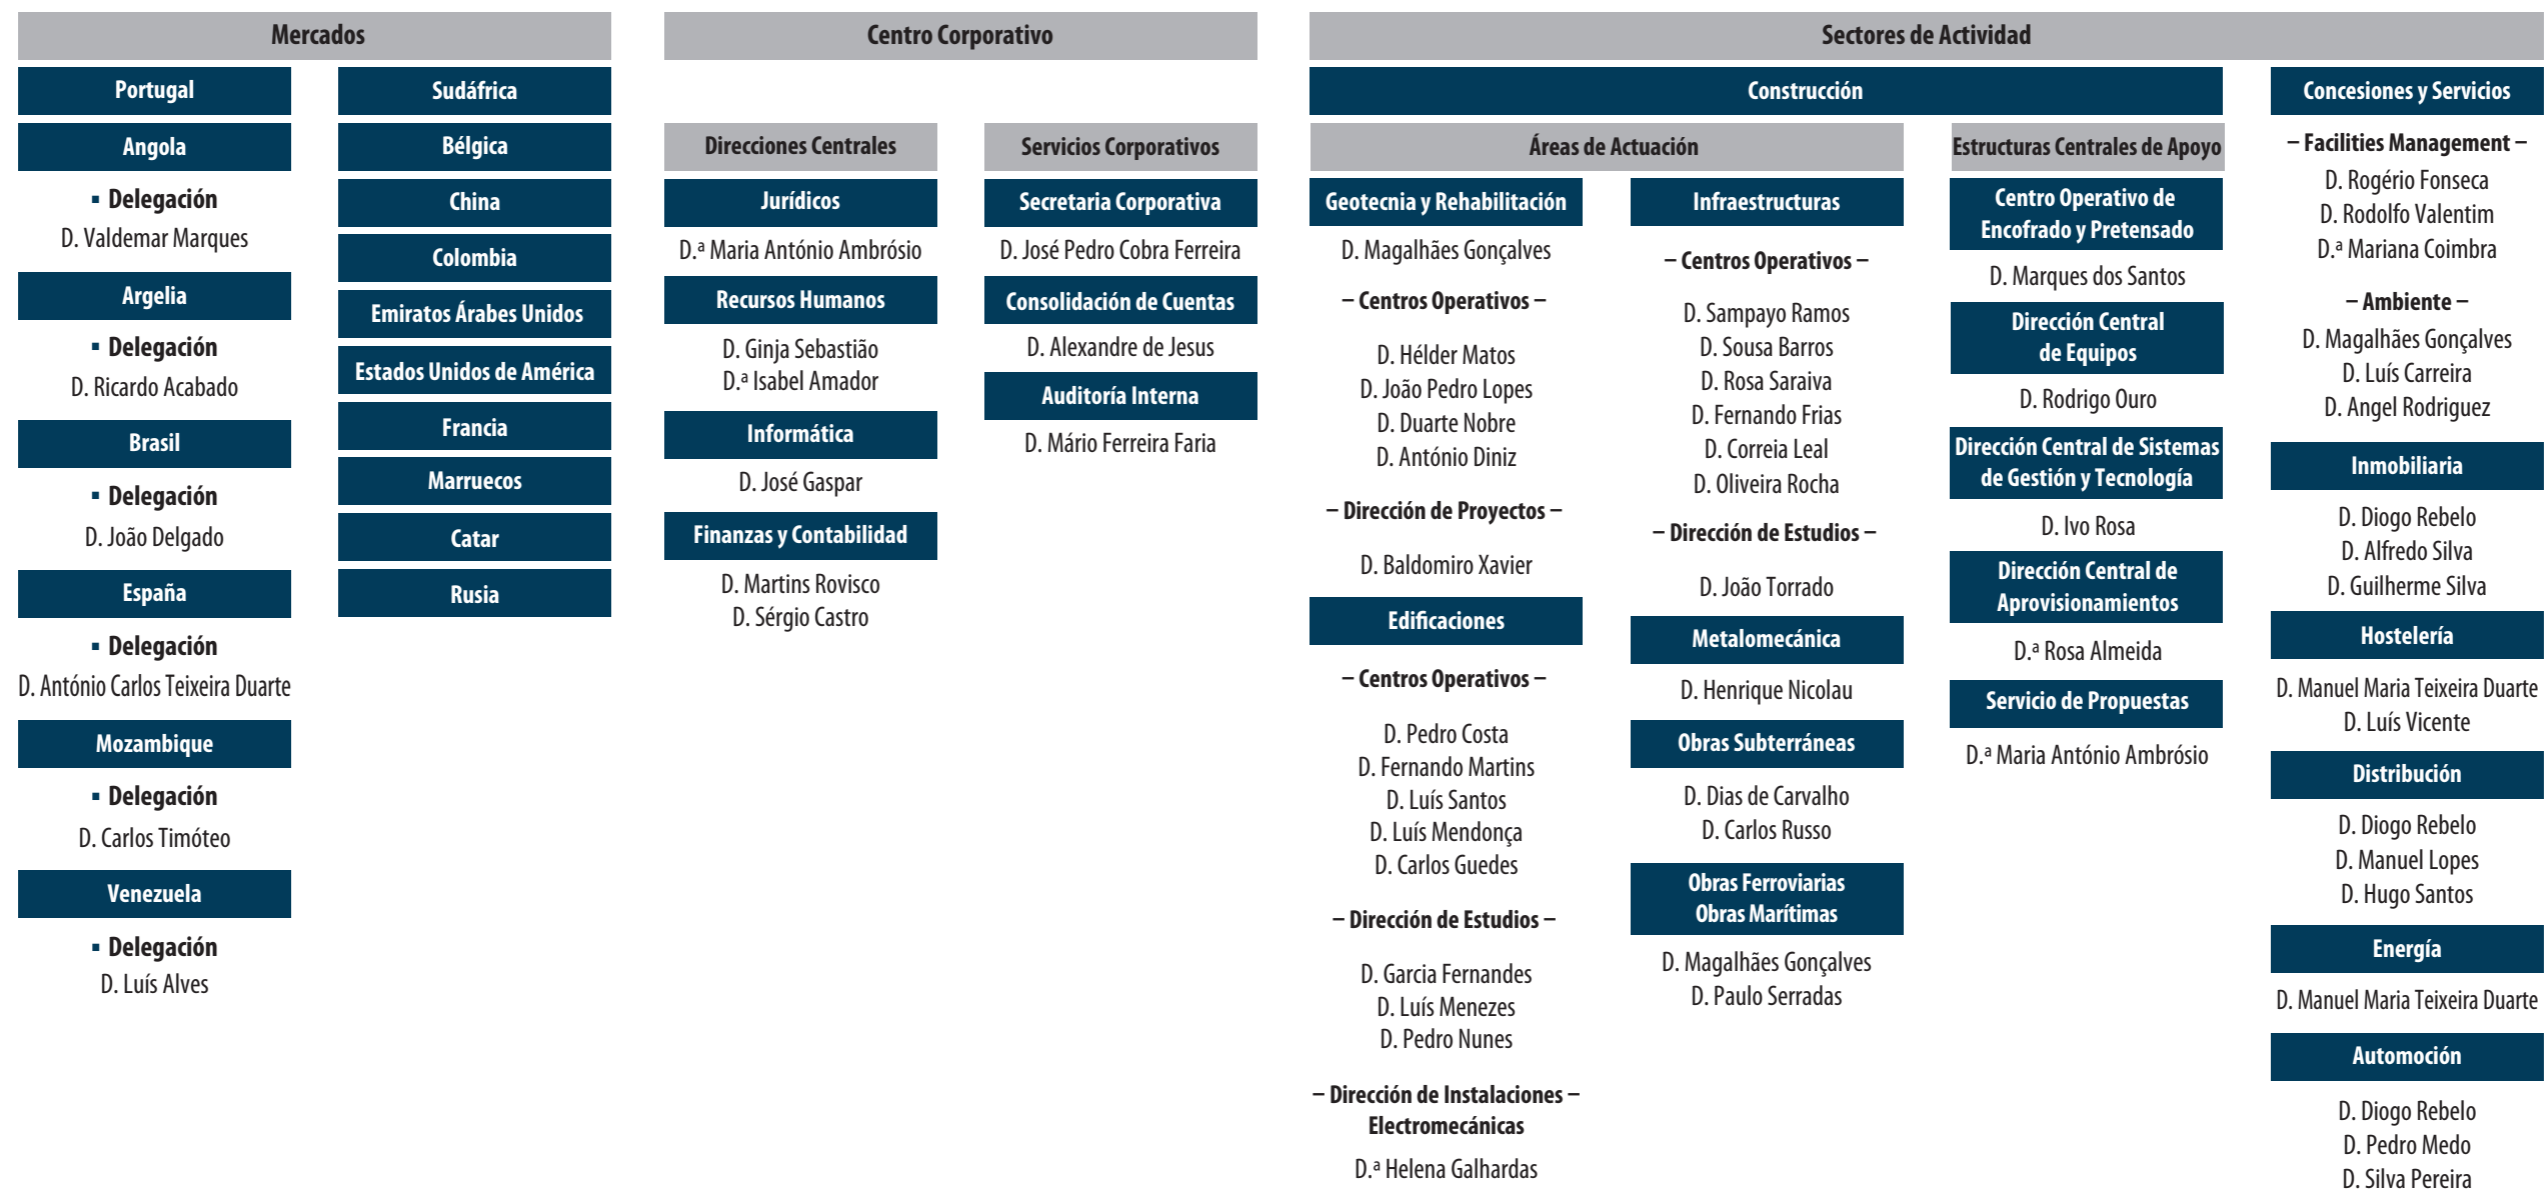 Mercados
Portugal
Angola
▪ Delegación
D. Valdemar Marques
Argelia
▪ Delegación
D. Ricardo Acabado
Brasil
▪ Delegación
D. João Delgado
España
▪ Delegación
D. António Carlos Teixeira Duarte
Mozambique
▪ Delegación
D. Carlos Timóteo
Venezuela
▪ Delegación
D. Luís Alves
Sudáfrica
Bélgica
China
Colombia
Emiratos Árabes Unidos
Estados Unidos de América
Francia
Marruecos
Catar
Rusia
Centro Corporativo
Direcciones Centrales
Jurídicos
D.ª Maria António Ambrósio
Recursos Humanos
D. Ginja Sebastião
D.ª Isabel Amador
Informática
D. José Gaspar
Finanzas y Contabilidad
D. Martins Rovisco
D. Sérgio Castro
Servicios Corporativos
Secretaria Corporativa
D. José Pedro Cobra Ferreira
Consolidación de Cuentas
D. Alexandre de Jesus
Auditoría Interna
D. Mário Ferreira Faria
Sectores de Actividad
Construcción
Áreas de Actuación
Geotecnia y Rehabilitación
D. Magalhães Gonçalves
– Centros Operativos –
D. Hélder Matos
D. João Pedro Lopes
D. Duarte Nobre
D. António Diniz
– Dirección de Proyectos –
D. Baldomiro Xavier
Edificaciones
– Centros Operativos –
D. Pedro Costa
D. Fernando Martins
D. Luís Santos
D. Luís Mendonça
D. Carlos Guedes
– Dirección de Estudios –
D. Garcia Fernandes
D. Luís Menezes
D. Pedro Nunes
– Dirección de Instalaciones –
Electromecánicas
D.ª Helena Galhardas
Infraestructuras
– Centros Operativos –
D. Sampayo Ramos
D. Sousa Barros
D. Rosa Saraiva
D. Fernando Frias
D. Correia Leal
D. Oliveira Rocha
– Dirección de Estudios –
D. João Torrado
Metalomecánica
D. Henrique Nicolau
Obras Subterráneas
D. Dias de Carvalho
D. Carlos Russo
Obras Ferroviarias
Obras Marítimas
D. Magalhães Gonçalves
D. Paulo Serradas
Estructuras Centrales de Apoyo
Centro Operativo de
Encofrado y Pretensado
D. Marques dos Santos
Dirección Central
de Equipos
D. Rodrigo Ouro
Dirección Central de Sistemas
de Gestión y Tecnología
D. Ivo Rosa
Dirección Central de
Aprovisionamientos
D.ª Rosa Almeida
Servicio de Propuestas
D.ª Maria António Ambrósio
Concesiones y Servicios
– Facilities Management –
D. Rogério Fonseca
D. Rodolfo Valentim
D.ª Mariana Coimbra
– Ambiente –
D. Magalhães Gonçalves
D. Luís Carreira
D. Angel Rodriguez
Inmobiliaria
D. Diogo Rebelo
D. Alfredo Silva
D. Guilherme Silva
Hostelería
D. Manuel Maria Teixeira Duarte
D. Luís Vicente
Distribución
D. Diogo Rebelo
D. Manuel Lopes
D. Hugo Santos
Energía
D. Manuel Maria Teixeira Duarte
Automoción
D. Diogo Rebelo
D. Pedro Medo
D. Silva Pereira